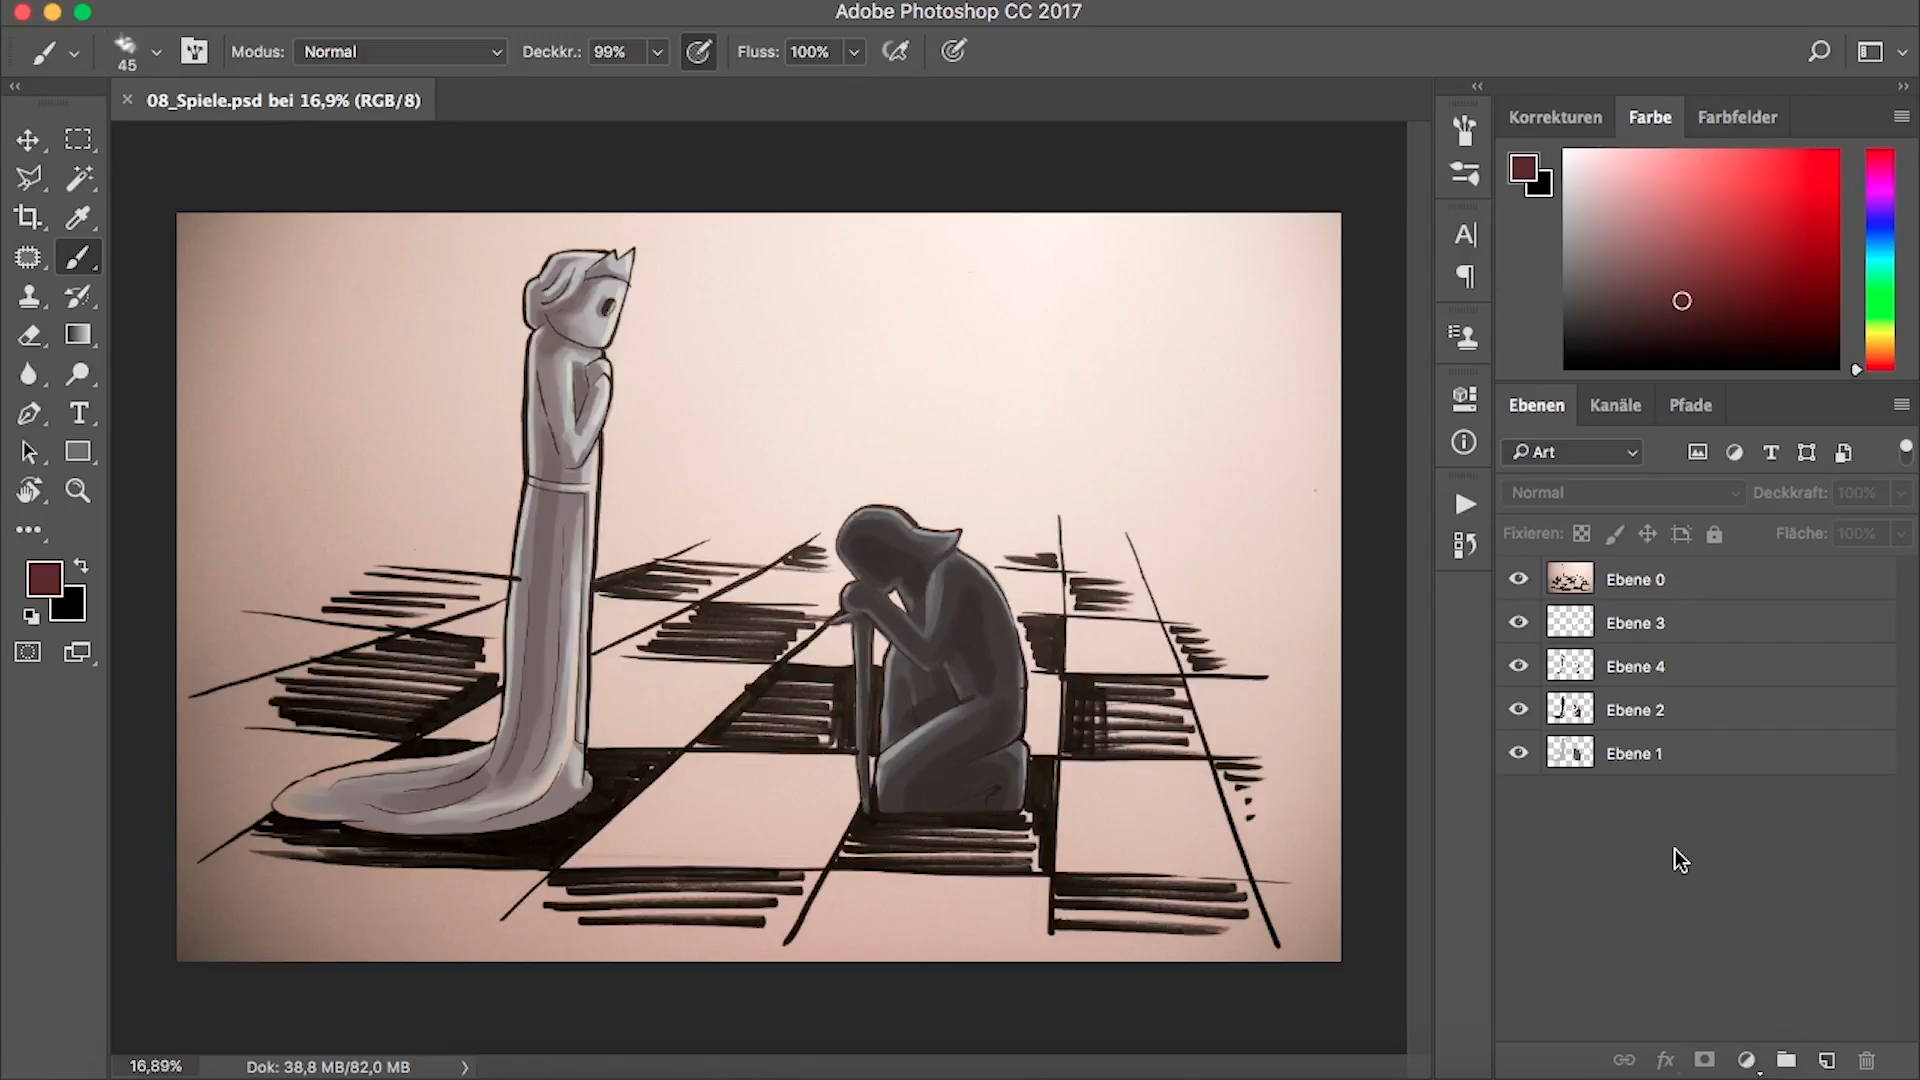 Adobe Photoshop CC 2017
45
Modus: Normal
Deckkr.: 99%
Fluss: 100%
08_Spiele.psd bei 16,9% (RGB/8)
Korrekturen Farbe Farbfelder
Ebenen Kanäle Pfade
Art
Normal Deckkraft: 100%
Fixieren: Fläche: 100%
Ebene 0
Ebene 3
Ebene 4
Ebene 2
Ebene 1
fx
16,89% Dok: 38,8 MB/82,0 MB